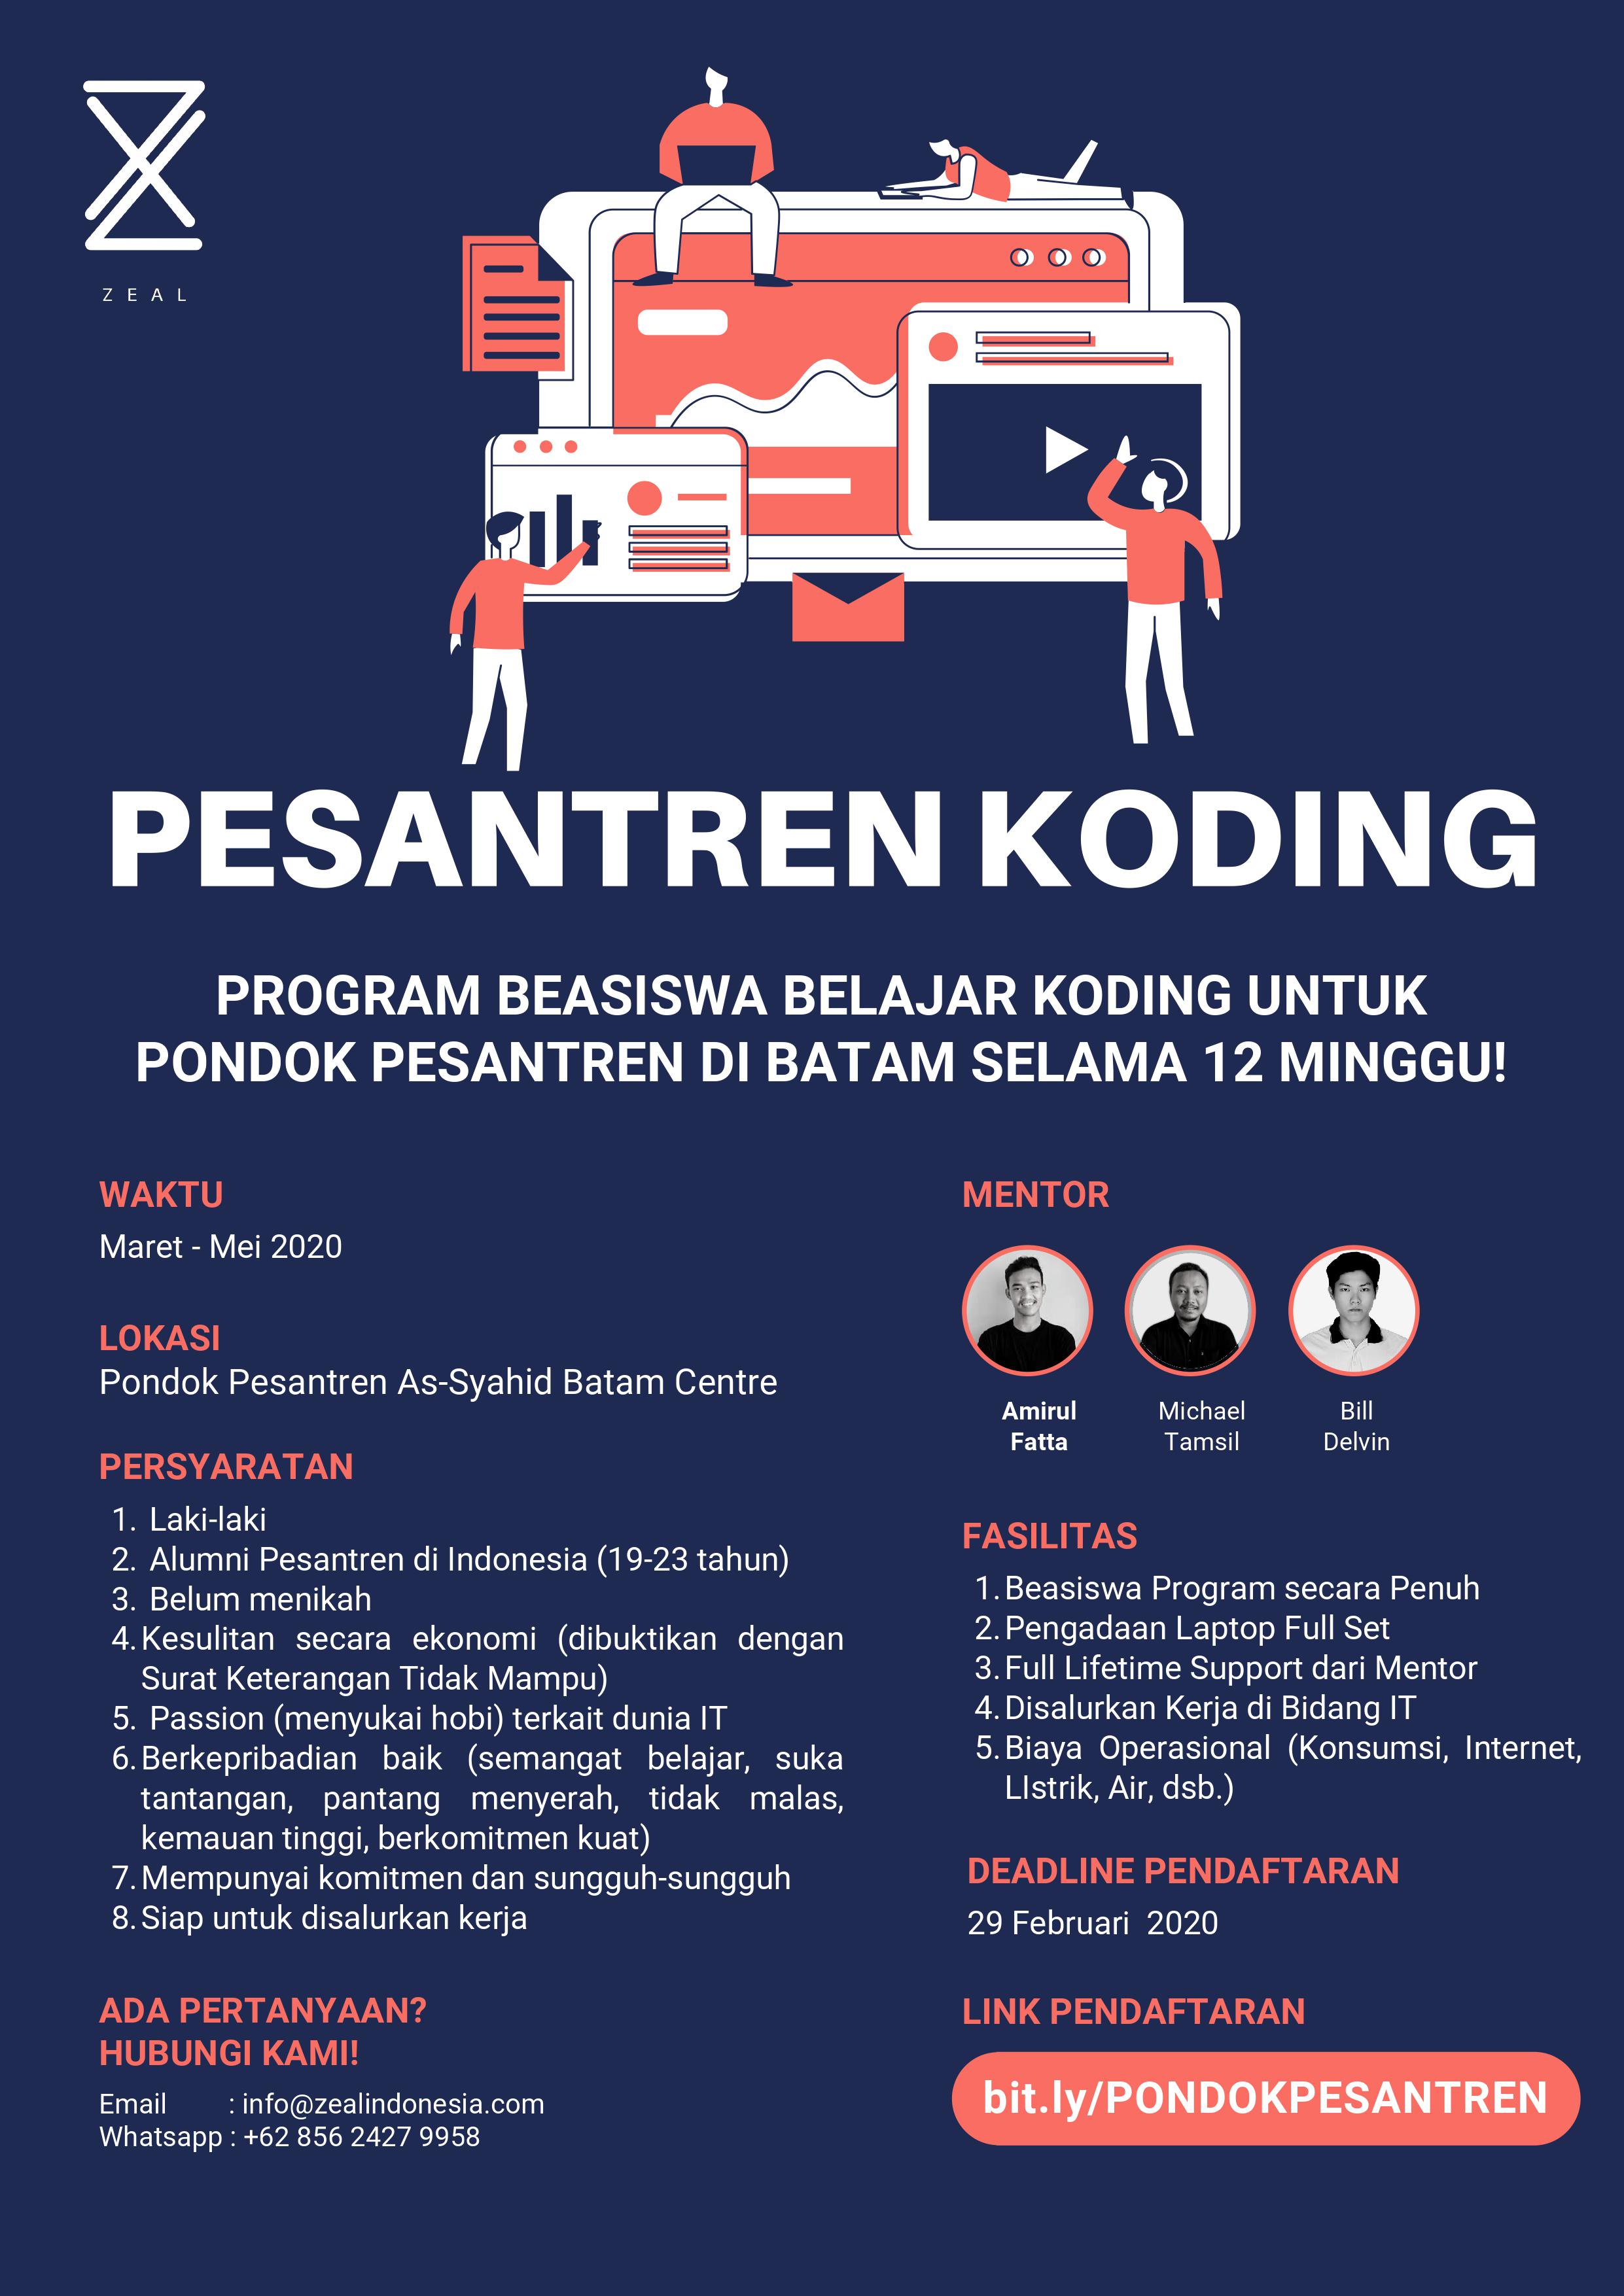 ZEAL
PESANTREN KODING
PROGRAM BEASISWA BELAJAR KODING UNTUK
PONDOK PESANTREN DI BATAM SELAMA 12 MINGGU!
WAKTU
Maret - Mei 2020
LOKASI
Pondok Pesantren As-Syahid Batam Centre
PERSYARATAN
1. Laki-laki
2. Alumni Pesantren di Indonesia (19-23 tahun)
3. Belum menikah
4. Kesulitan secara ekonomi (dibuktikan dengan
Surat Keterangan Tidak Mampu)
5. Passion (menyukai hobi) terkait dunia IT
6. Berkepribadian baik (semangat belajar, suka
tantangan, pantang menyerah, tidak malas,
kemauan tinggi, berkomitmen kuat)
7. Mempunyai komitmen dan sungguh-sungguh
8. Siap untuk disalurkan kerja
ADA PERTANYAAN?
HUBUNGI KAMI!
Email : info@zealindonesia.com
Whatsapp : +62 856 2427 9958
MENTOR
Amirul
Fatta
Michael
Tamsil
Bill
Delvin
FASILITAS
1. Beasiswa Program secara Penuh
2. Pengadaan Laptop Full Set
3. Full Lifetime Support dari Mentor
4. Disalurkan Kerja di Bidang IT
5. Biaya Operasional (Konsumsi, Internet,
LIstrik, Air, dsb.)
DEADLINE PENDAFTARAN
29 Februari 2020
LINK PENDAFTARAN
bit.ly/PONDOKPESANTREN